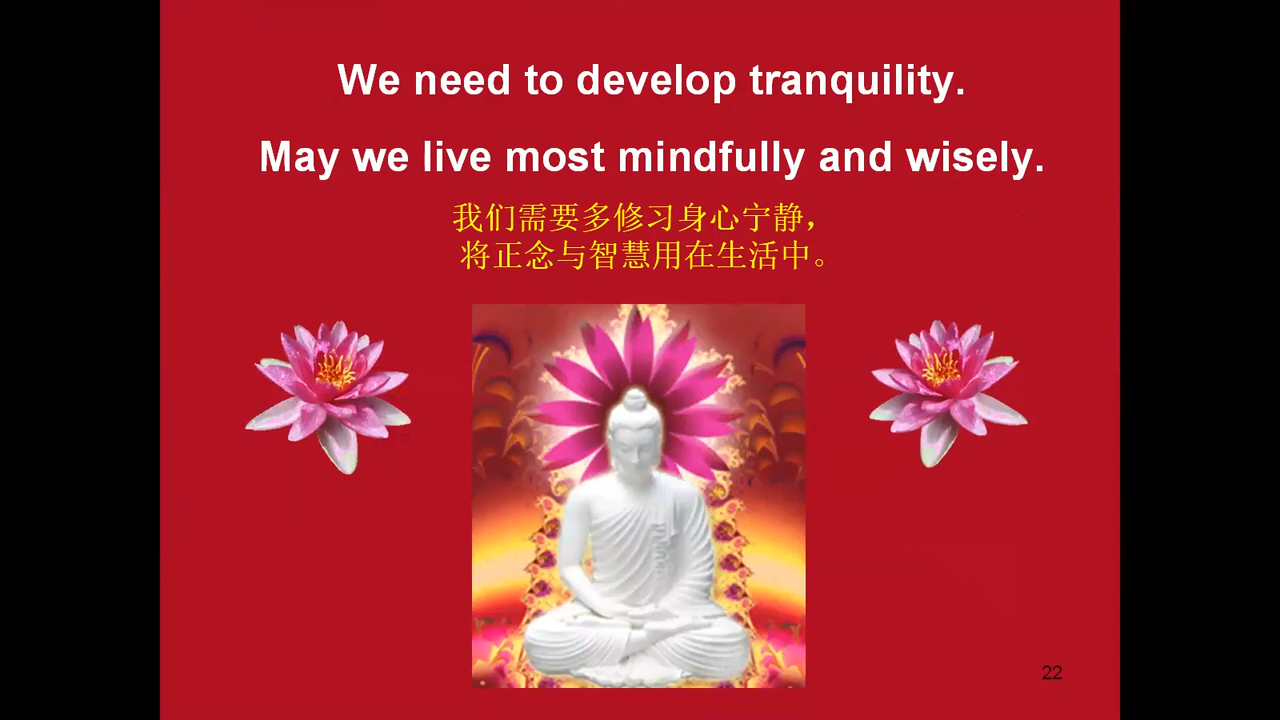 We need to develop tranquility.
May we live most mindfully and wisely.
我们需要多修习身心宁静，
将正念与智慧用在生活中。
22